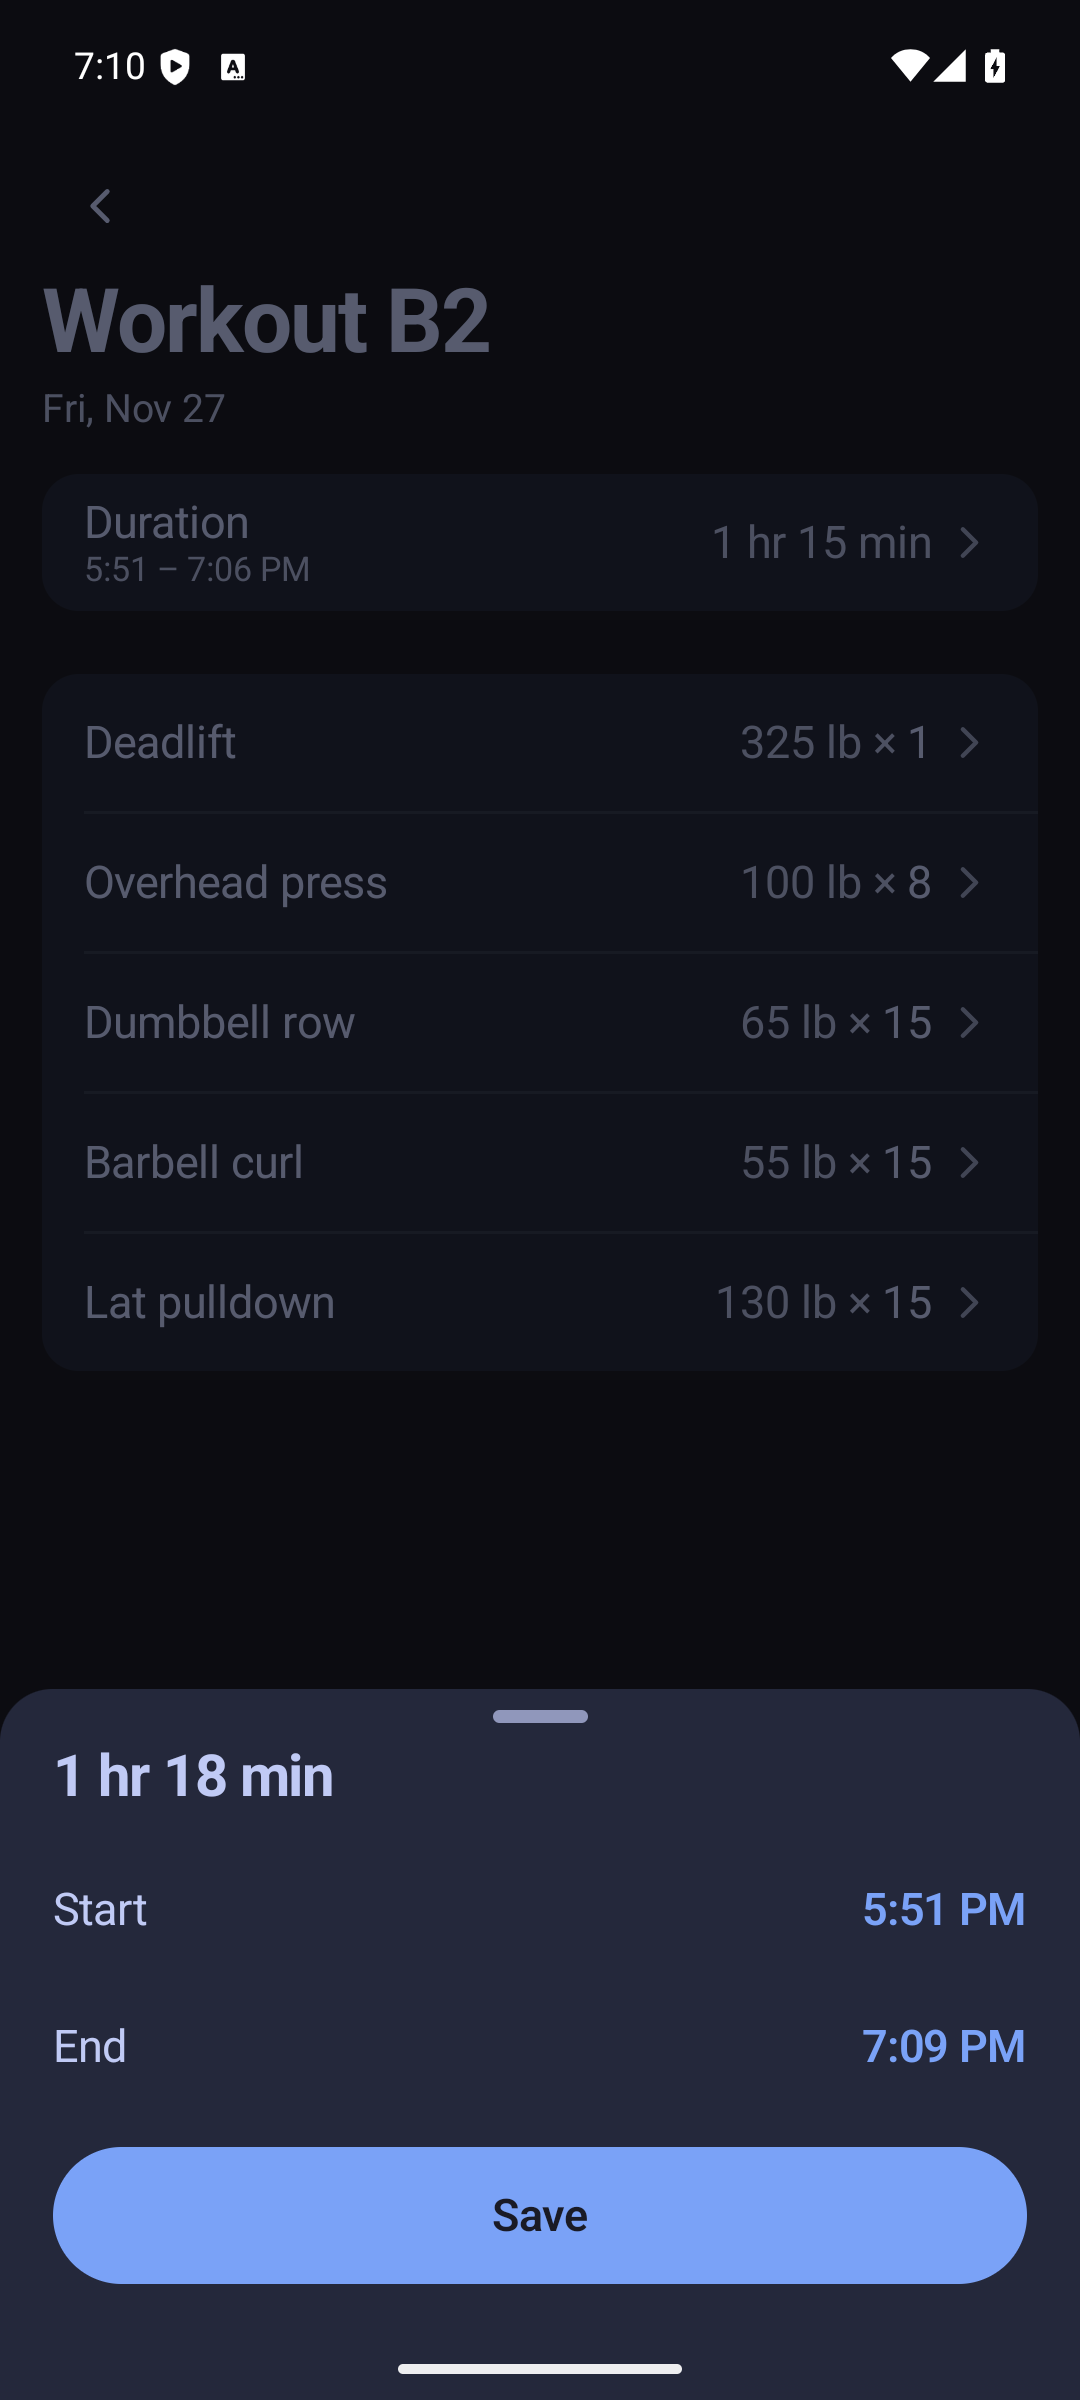 7:10
Workout B2
Fri, Nov 27
Duration 1 hr 15 min
5:51 – 7:06 PM
Deadlift 325 lb × 1
Overhead press 100 lb × 8
Dumbbell row 65 lb × 15
Barbell curl 55 lb × 15
Lat pulldown 130 lb × 15
1 hr 18 min
Start 5:51 PM
End 7:09 PM
Save